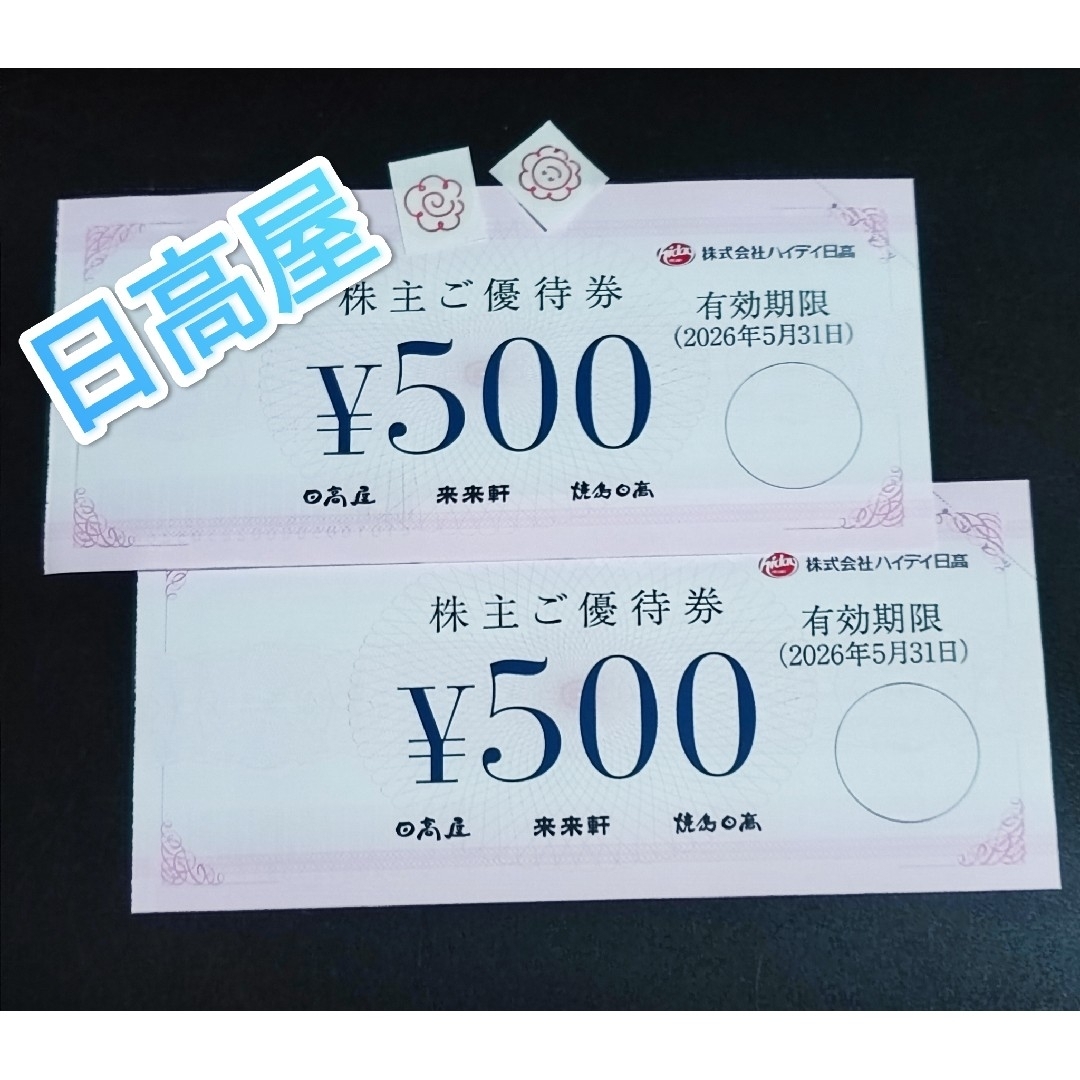 日高屋
株式会社ハイデイ日高
株主ご優待券
有効期限
(2026年5月31日)
¥500
日高屋 来来軒 焼鳥日高
株式会社ハイデイ日高
株主ご優待券
有効期限
(2026年5月31日)
¥500
日高屋 来来軒 焼鳥日高